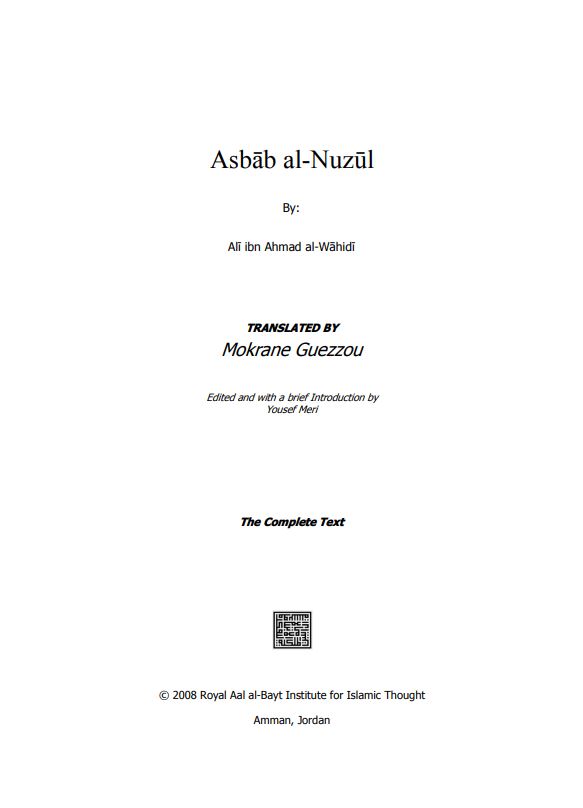 Asbāb al-Nuzūl
By:
Alī ibn Ahmad al-Wāhidī
TRANSLATED BY
Mokrane Guezzou
Edited and with a brief Introduction by
Yousef Meri
The Complete Text
© 2008 Royal Aal al-Bayt Institute for Islamic Thought
Amman, Jordan